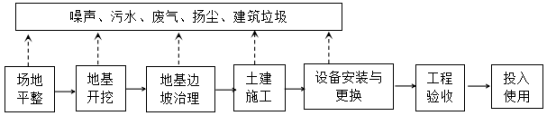 噪声、污水、废气、扬尘、建筑垃圾
场地
平整
地基
开挖
地基边
坡治理
土建
施工
设备安装与
更换
工程
验收
投入
使用